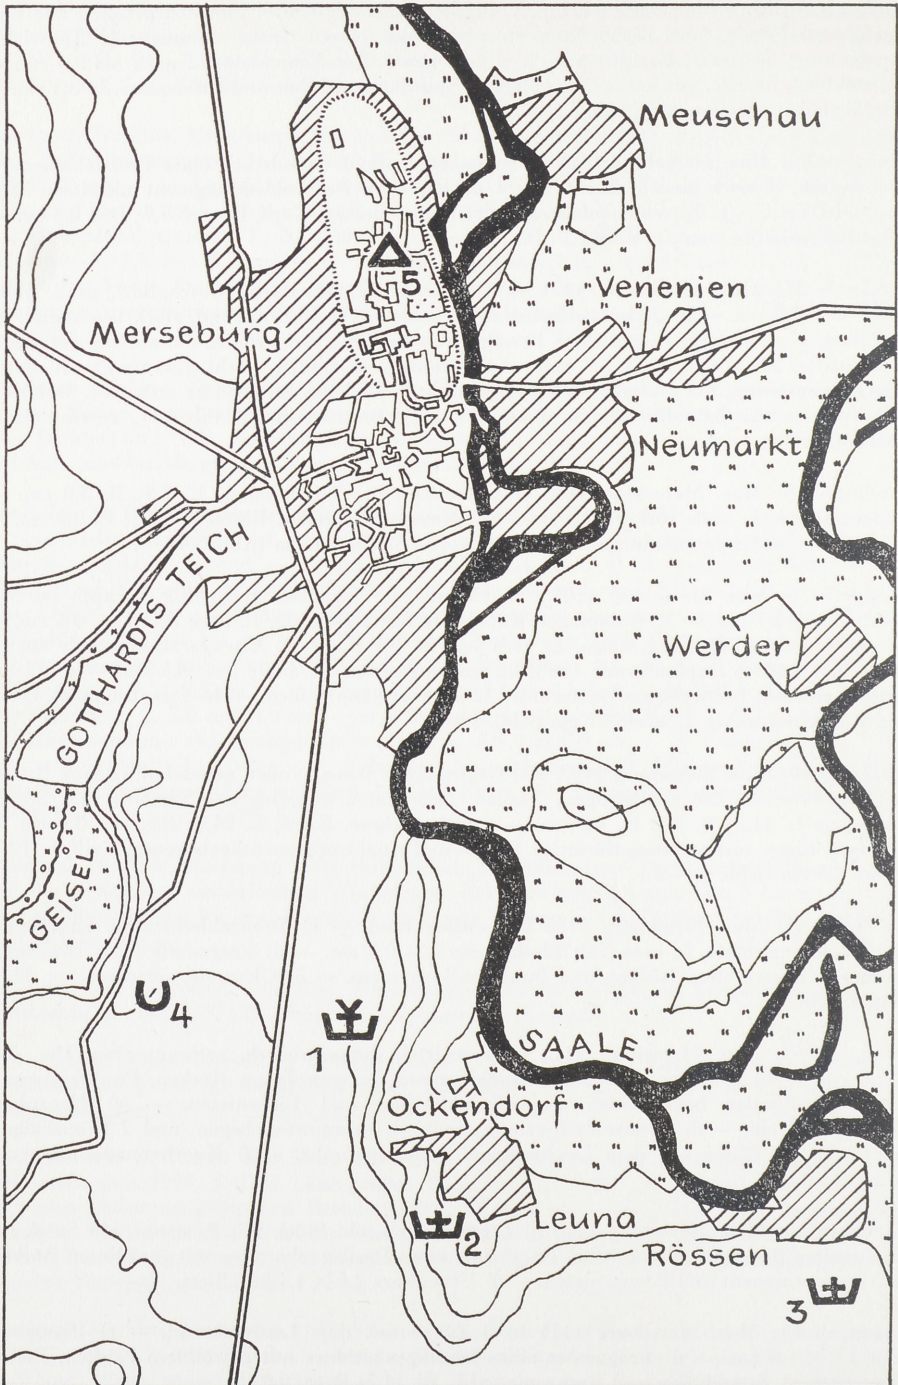 Meuschau
5
Venenien
Merseburg
Neumarkt
GOTTHARDTS TEICH
Werder
GEISEL
4
1
SAALE
Ockendorf
2
Leuna
Rössen
3